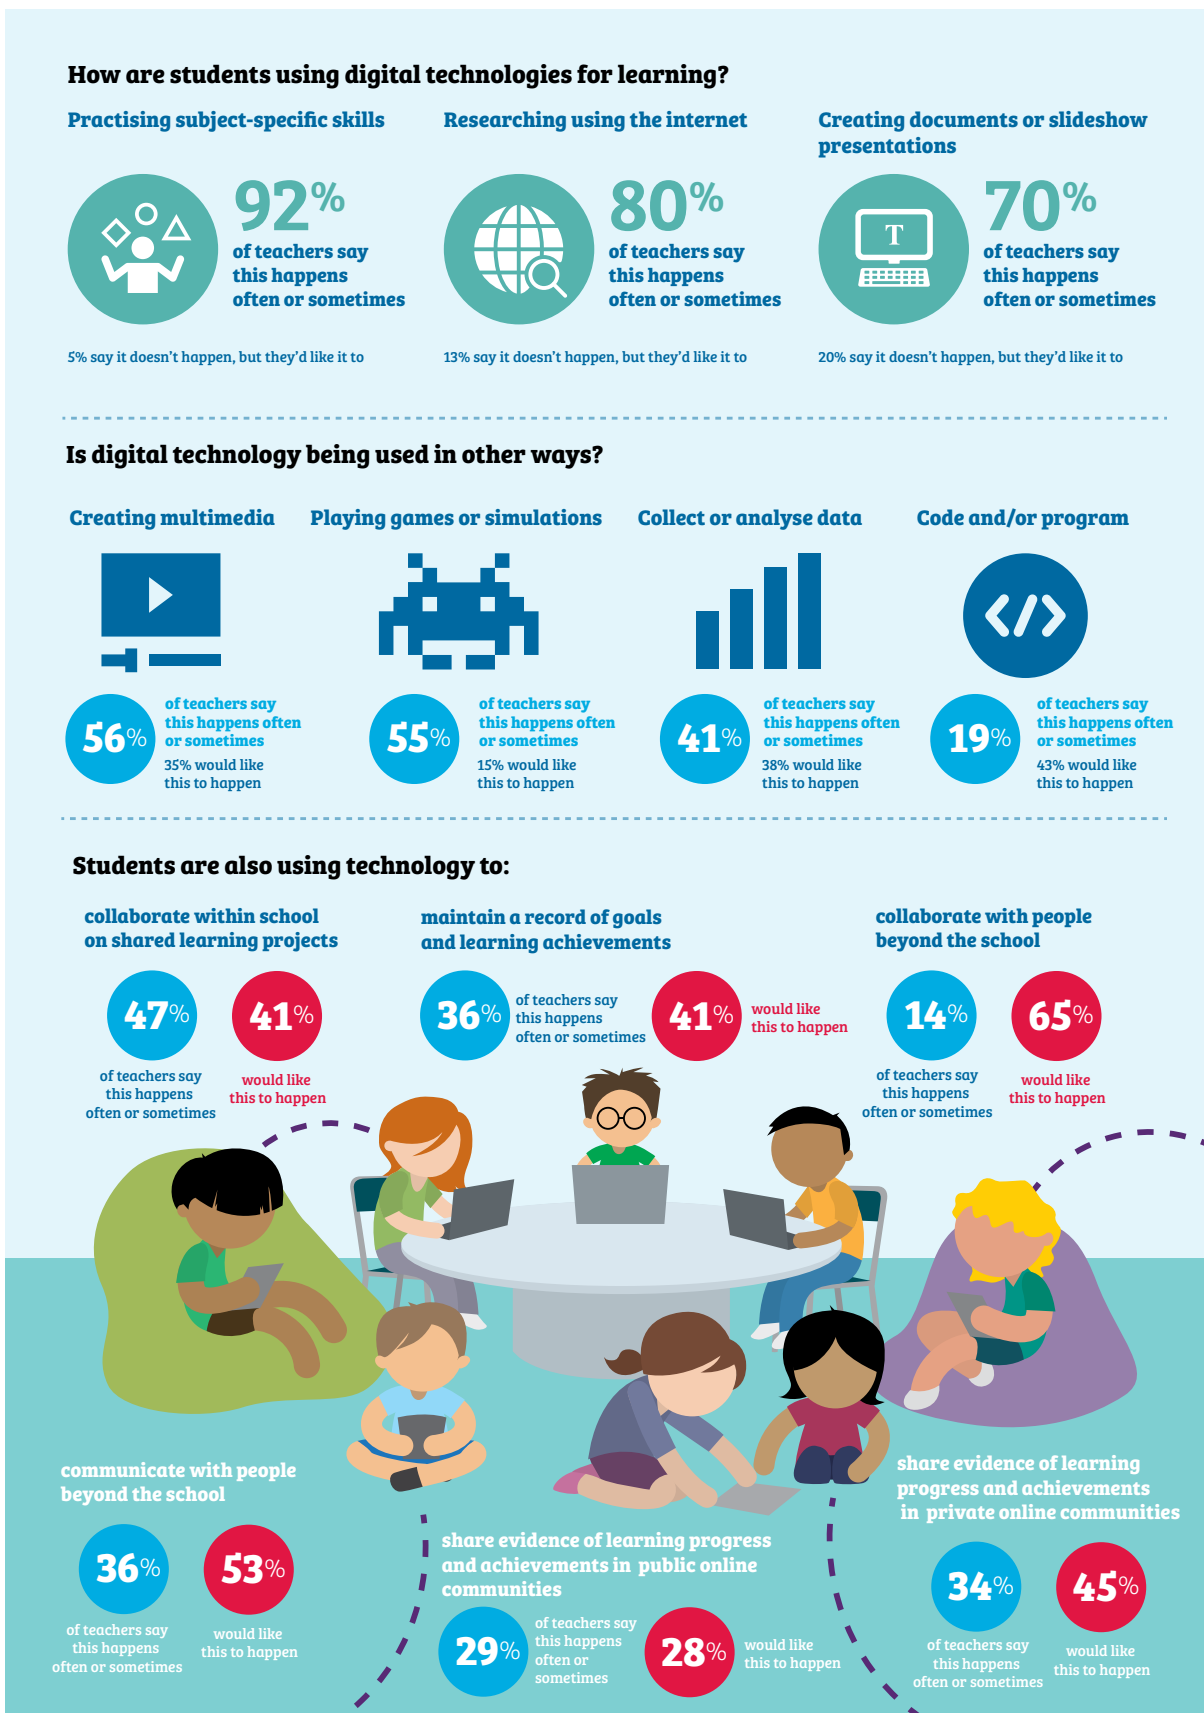 How are students using digital technologies for learning?
Practising subject-specific skills
92%
of teachers say
this happens
often or sometimes
5% say it doesn't happen, but they'd like it to
Researching using the internet
80%
of teachers say
this happens
often or sometimes
13% say it doesn't happen, but they'd like it to
Creating documents or slideshow
presentations
T
70%
of teachers say
this happens
often or sometimes
20% say it doesn't happen, but they'd like it to
Is digital technology being used in other ways?
Creating multimedia
56%
of teachers say
this happens often
or sometimes
35% would like
this to happen
Playing games or simulations
55%
of teachers say
this happens often
or sometimes
15% would like
this to happen
Collect or analyse data
41%
of teachers say
this happens often
or sometimes
38% would like
this to happen
Code and/or program
</>
19%
of teachers say
this happens often
or sometimes
43% would like
this to happen
Students are also using technology to:
collaborate within school
on shared learning projects
47%
of teachers say
this happens
often or sometimes
41%
would like
this to happen
maintain a record of goals
and learning achievements
36%
of teachers say
this happens
often or sometimes
41%
would like
this to happen
collaborate with people
beyond the school
14%
of teachers say
this happens
often or sometimes
65%
would like
this to happen
communicate with people
beyond the school
36%
of teachers say
this happens
often or sometimes
53%
would like
this to happen
share evidence of learning progress
and achievements in public online
communities
29%
of teachers say
this happens
often or
sometimes
28%
would like
this to happen
share evidence of learning
progress and achievements
in private online communities
34%
of teachers say
this happens
often or sometimes
45%
would like
this to happen